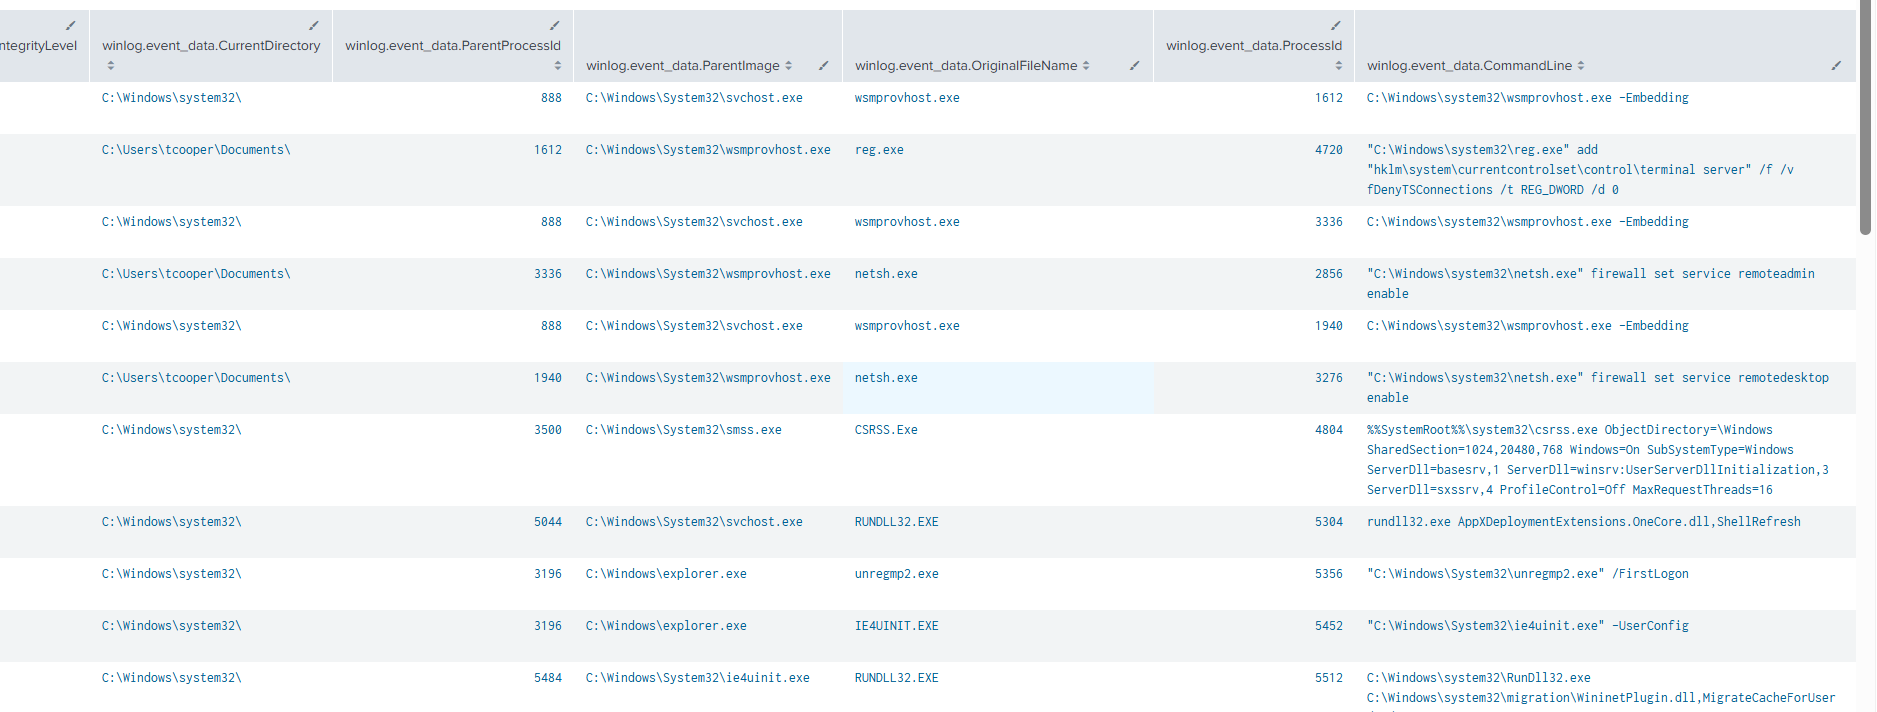 ntegrityLevel
winlog.event_data.CurrentDirectory
winlog.event_data.ParentProcessId
winlog.event_data.ParentImage
winlog.event_data.OriginalFileName
winlog.event_data.ProcessId
winlog.event_data.CommandLine
C:\Windows\system32\ 888 C:\Windows\System32\svchost.exe wsmprovhost.exe 1612 C:\Windows\system32\wsmprovhost.exe -Embedding
C:\Users\tcooper\Documents\ 1612 C:\Windows\System32\wsmprovhost.exe reg.exe 4720 "C:\Windows\system32\reg.exe" add
"hklm\system\currentcontrolset\control\terminal server" /f /v
fDenyTSConnections /t REG_DWORD /d 0
C:\Windows\system32\ 888 C:\Windows\System32\svchost.exe wsmprovhost.exe 3336 C:\Windows\system32\wsmprovhost.exe -Embedding
C:\Users\tcooper\Documents\ 3336 C:\Windows\System32\wsmprovhost.exe netsh.exe 2856 "C:\Windows\system32\netsh.exe" firewall set service remoteadmin
enable
C:\Windows\system32\ 888 C:\Windows\System32\svchost.exe wsmprovhost.exe 1940 C:\Windows\system32\wsmprovhost.exe -Embedding
C:\Users\tcooper\Documents\ 1940 C:\Windows\System32\wsmprovhost.exe netsh.exe 3276 "C:\Windows\system32\netsh.exe" firewall set service remotedesktop
enable
C:\Windows\system32\ 3500 C:\Windows\System32\smss.exe CSRSS.Exe 4804 %%SystemRoot%%\system32\csrss.exe ObjectDirectory=\Windows
SharedSection=1024,20480,768 Windows=On SubSystemType=Windows
ServerDll=basesrv,1 ServerDll=winsrv:UserServerDllInitialization,3
ServerDll=sxssrv,4 ProfileControl=Off MaxRequestThreads=16
C:\Windows\system32\ 5044 C:\Windows\System32\svchost.exe RUNDLL32.EXE 5304 rundll32.exe AppXDeploymentExtensions.OneCore.dll,ShellRefresh
C:\Windows\system32\ 3196 C:\Windows\explorer.exe unregmp2.exe 5356 "C:\Windows\System32\unregmp2.exe" /FirstLogon
C:\Windows\system32\ 3196 C:\Windows\explorer.exe IE4UINIT.EXE 5452 "C:\Windows\System32\ie4uinit.exe" -UserConfig
C:\Windows\system32\ 5484 C:\Windows\System32\ie4uinit.exe RUNDLL32.EXE 5512 C:\Windows\system32\RunDll32.exe
C:\Windows\system32\migration\WininetPlugin.dll,MigrateCacheForUser